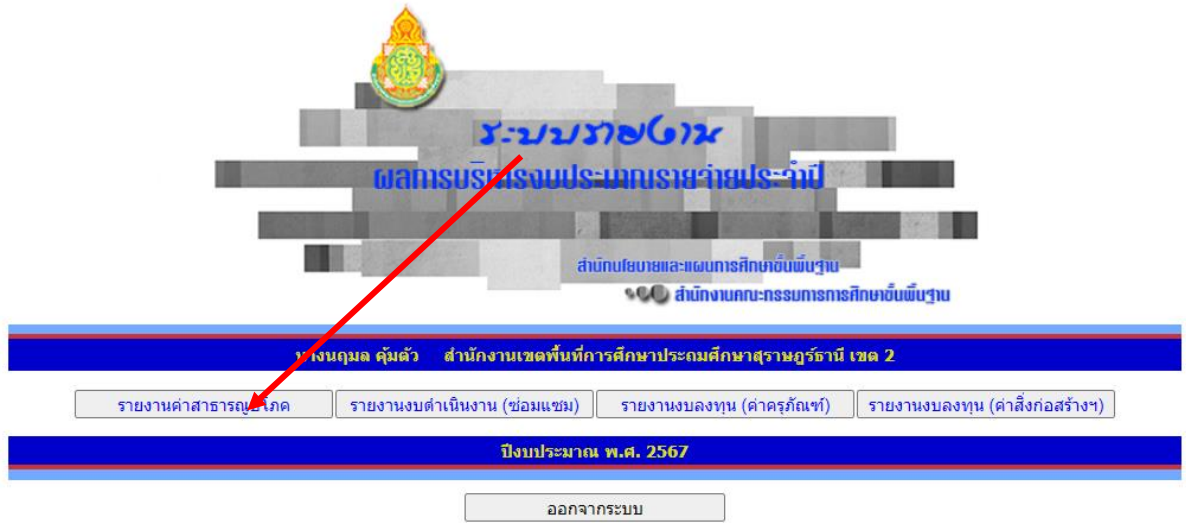 ระบบรายงาน
ผลการบริหารงบประมาณรายจ่ายประจำปี
สำนักนโยบายและแผนการศึกษาขั้นพื้นฐาน
สำนักงานคณะกรรมการการศึกษาขั้นพื้นฐาน
นางนฤมล คุ้มตัว สำนักงานเขตพื้นที่การศึกษาประถมศึกษาสุราษฎร์ธานี เขต 2
รายงานค่าสาธารณูปโภค รายงานงบดำเนินงาน (ซ่อมแซม) รายงานงบลงทุน (ค่าครุภัณฑ์) รายงานงบลงทุน (ค่าสิ่งก่อสร้างฯ)
ปีงบประมาณ พ.ศ. 2567
ออกจากระบบ